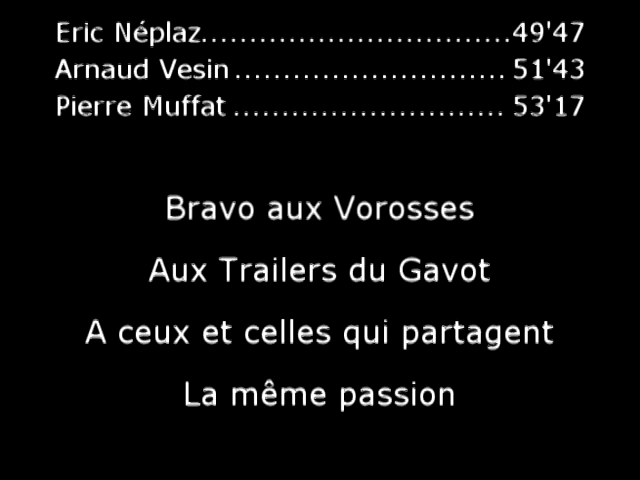 Eric Néplaz................................49'47
Arnaud Vesin............................51'43
Pierre Muffat............................53'17
Bravo aux Vorosses
Aux Trailers du Gavot
A ceux et celles qui partagent
La même passion